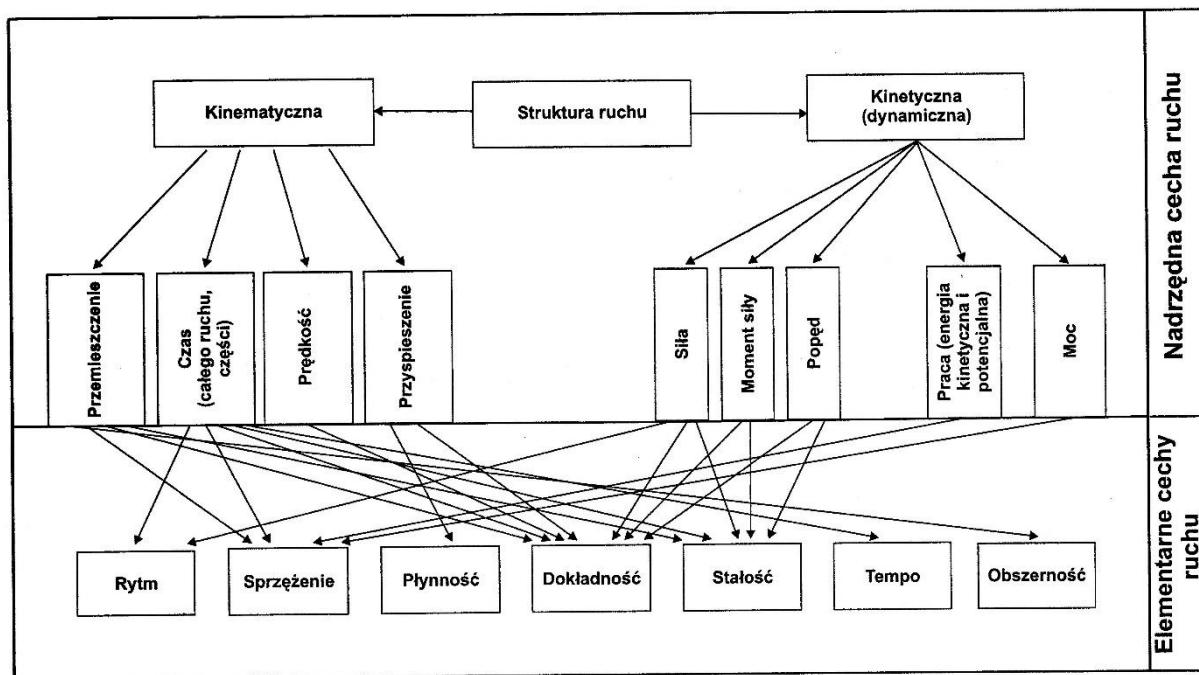 Kinematyczna
Struktura ruchu
Kinetyczna
(dynamiczna)
Nadrzędna cecha ruchu
Przemieszczenie
Czas
(całego ruchu,
części)
Prędkość
Przyspieszenie
Siła
Moment siły
Popęd
Praca (energia
kinetyczna i
potencjalna)
Moc
Rytm
Sprzężenie
Płynność
Dokładność
Stałość
Tempo
Obszerność
Elementarne cechy
ruchu